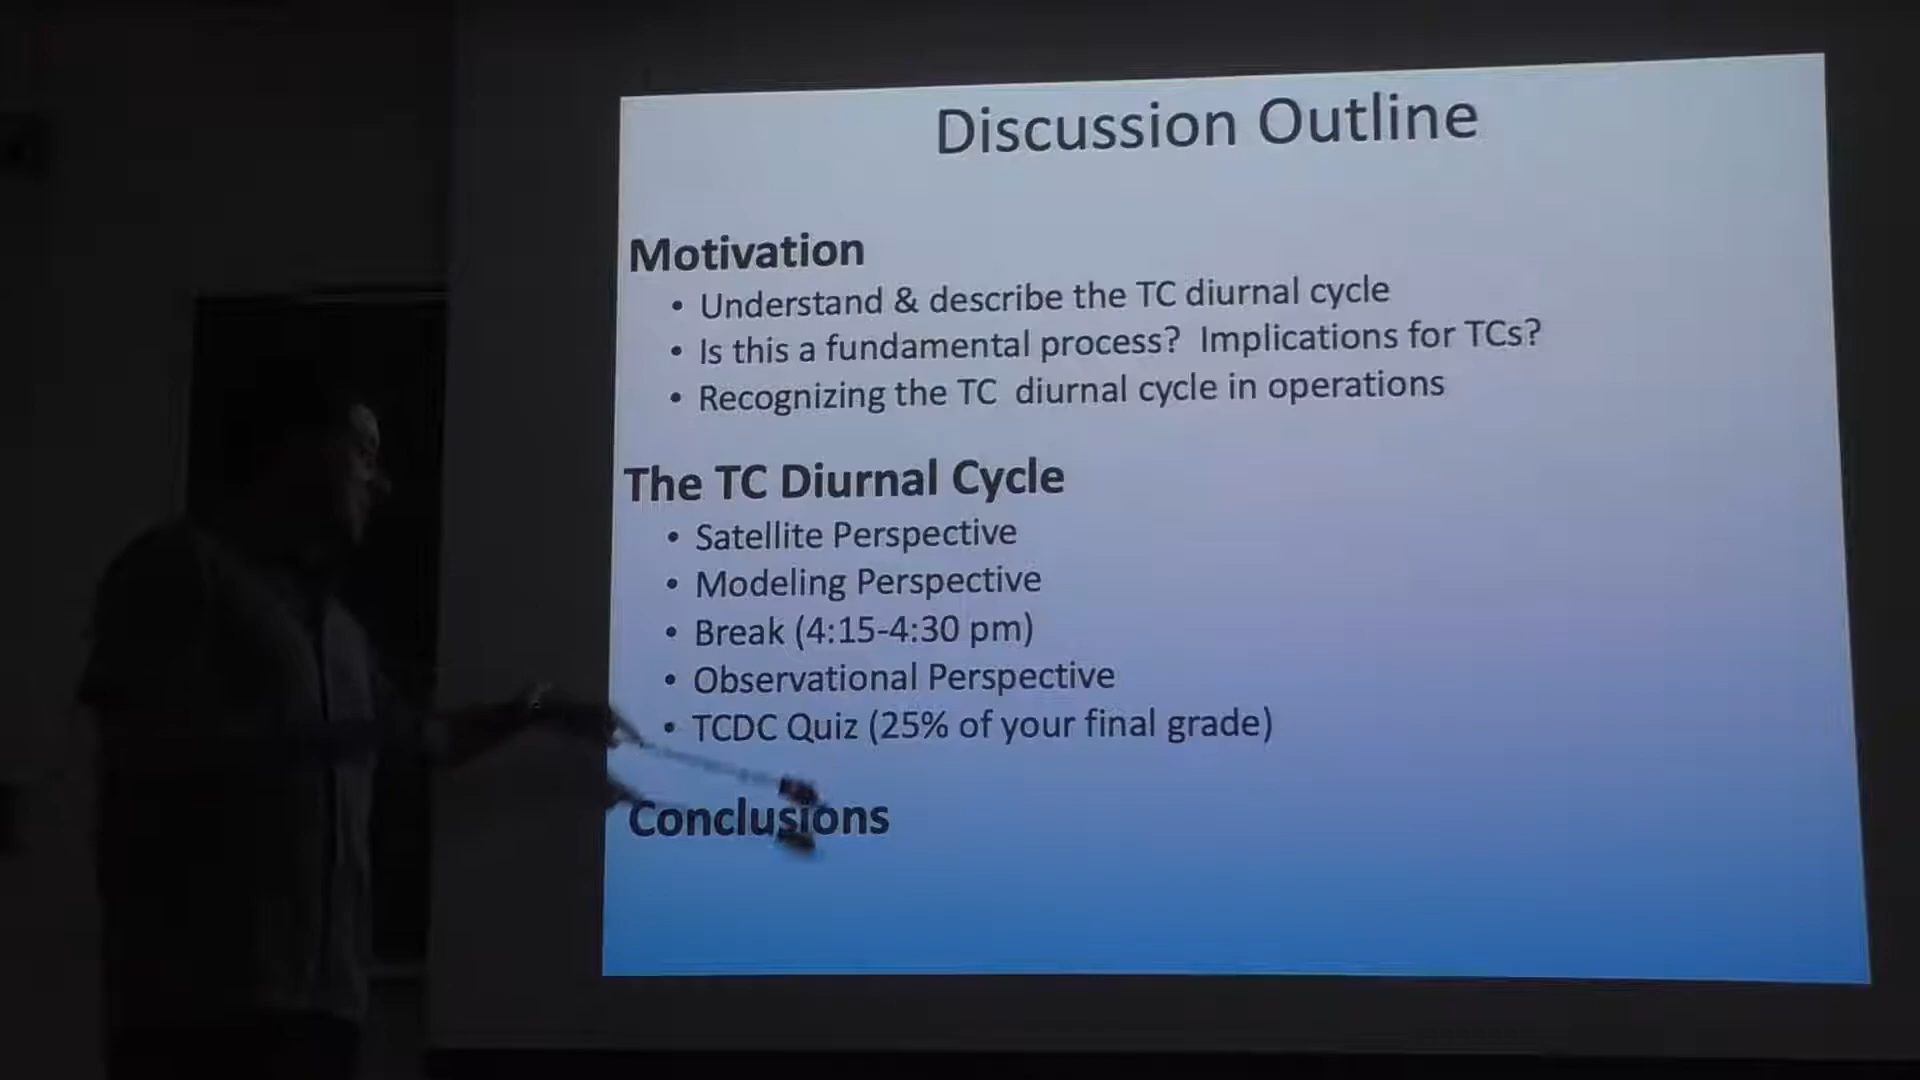 Discussion Outline
Motivation
• Understand & describe the TC diurnal cycle
• Is this a fundamental process? Implications for TCs?
• Recognizing the TC diurnal cycle in operations
The TC Diurnal Cycle
• Satellite Perspective
• Modeling Perspective
• Break (4:15-4:30 pm)
• Observational Perspective
• TCDC Quiz (25% of your final grade)
Conclusions